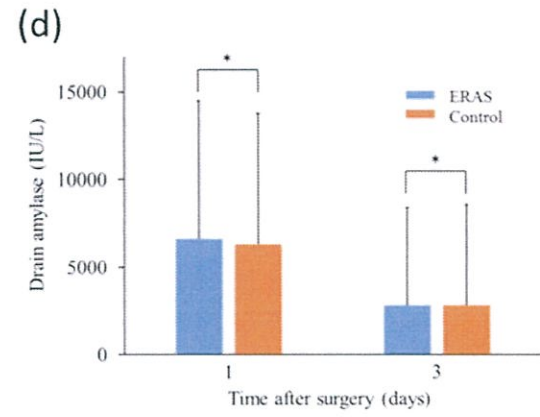 (d)
*
15000
ERAS
Control
10000
*
Drain amylase (IU/L)
5000
0
1
3
Time after surgery (days)